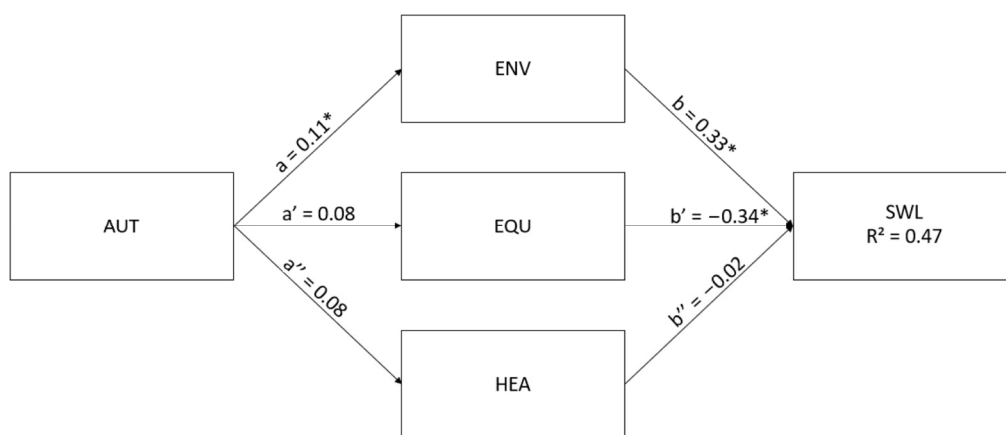 ENV
a = 0.11*
b = 0.33*
AUT
a′ = 0.08
EQU
b′ = −0.34*
SWL
R² = 0.47
a′′ = 0.08
b′′ = −0.02
HEA